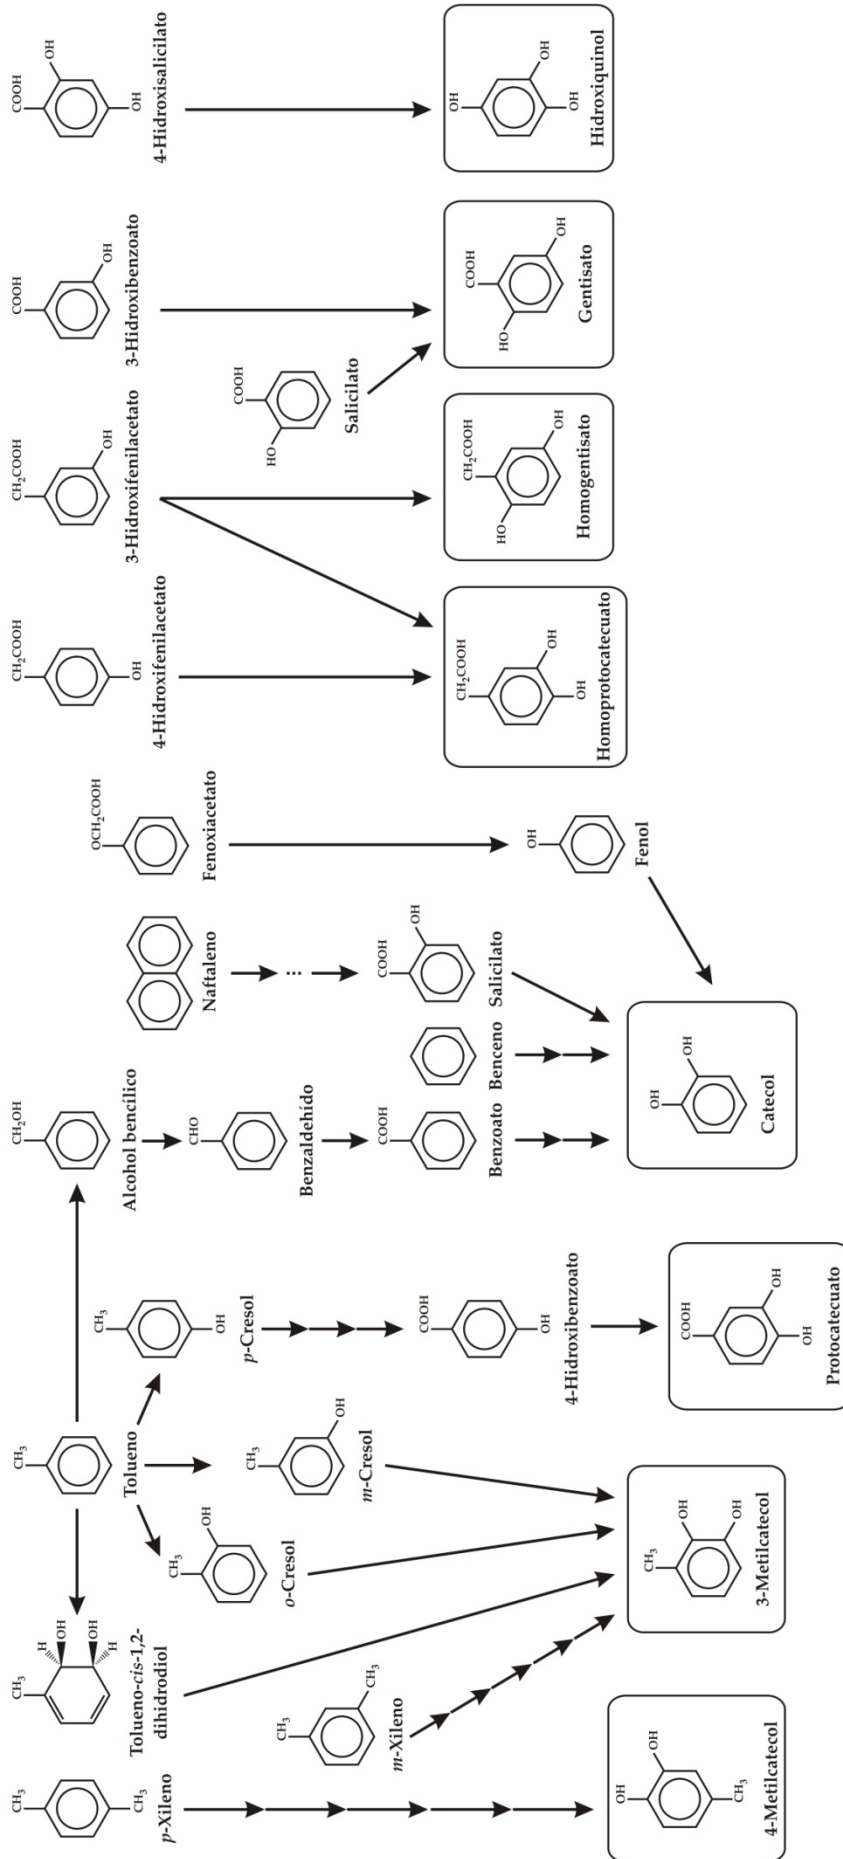 CH₃
CH₃
p-Xileno
CH₃
H
OH
OH
H
Tolueno-cis-1,2-
dihidrodiol
CH₃
Tolueno
CH₂OH
Alcohol bencílico
CH₂COOH
OH
4-Hidroxifenilacetato
CH₂COOH
OH
3-Hidroxifenilacetato
COOH
OH
3-Hidroxibenzoato
COOH
OH
OH
4-Hidroxisalicilato
CH₃
OH
p-Cresol
Naftaleno
...
OCH₂COOH
Fenoxiacetato
CH₃
OH
o-Cresol
CH₃
OH
m-Cresol
CHO
Benzaldehído
COOH
HO
Salicilato
CH₃
CH₃
m-Xileno
COOH
OH
4-Hidroxibenzoato
COOH
Benzoato
Benceno
COOH
OH
Salicilato
OH
Fenol
CH₂COOH
OH
OH
Homoprotocatecuato
CH₂COOH
HO
OH
Homogentisato
COOH
HO
OH
Gentisato
OH
OH
OH
Hidroxiquinol
OH
OH
CH₃
4-Metilcatecol
CH₃
OH
OH
3-Metilcatecol
COOH
OH
OH
Protocatecuato
OH
OH
Catecol